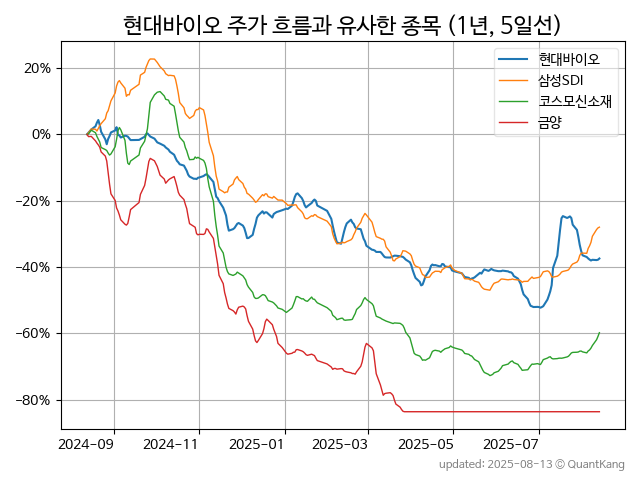 현대바이오 주가 흐름과 유사한 종목 (1년, 5일선)
현대바이오
삼성SDI
코스모신소재
금양
20%
0%
−20%
−40%
−60%
−80%
2024-09 2024-11 2025-01 2025-03 2025-05 2025-07
updated: 2025-08-13 © QuantKang